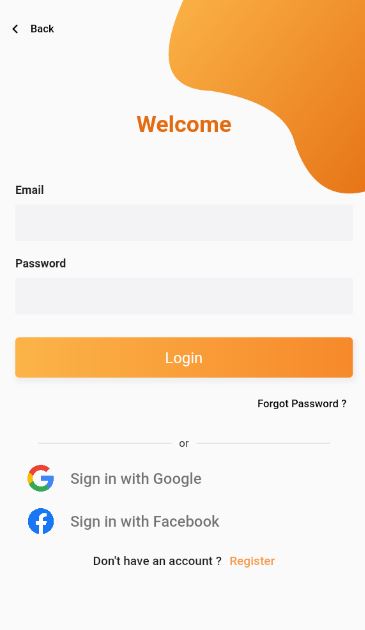 Back
Welcome
Email
Password
Login
Forgot Password ?
or
Sign in with Google
Sign in with Facebook
Don't have an account ? Register